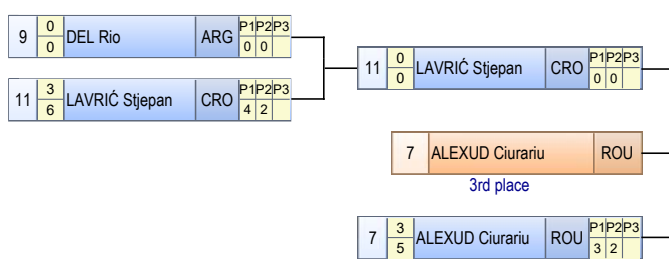 9 0 0 DEL Rio ARG P1 P2 P3 0 0
11 3 6 LAVRIĆ Stjepan CRO P1 P2 P3 4 2
11 0 0 LAVRIĆ Stjepan CRO P1 P2 P3 0 0
7 ALEXUD Ciurariu ROU
3rd place
7 3 5 ALEXUD Ciurariu ROU P1 P2 P3 3 2